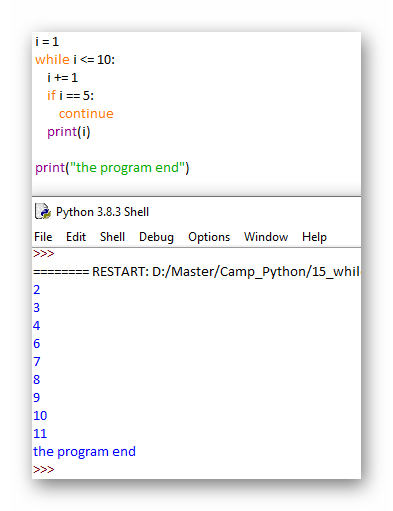 i = 1
while i <= 10:
    i += 1
    if i == 5:
        continue
    print(i)
print("the program end")
Python 3.8.3 Shell
File Edit Shell Debug Options Window Help
>>>
======== RESTART: D:/Master/Camp_Python/15_whil
2
3
4
6
7
8
9
10
11
the program end
>>>